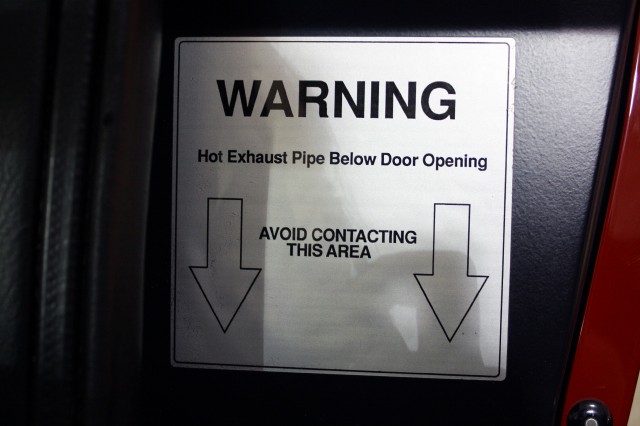 WARNING
Hot Exhaust Pipe Below Door Opening
AVOID CONTACTING
THIS AREA